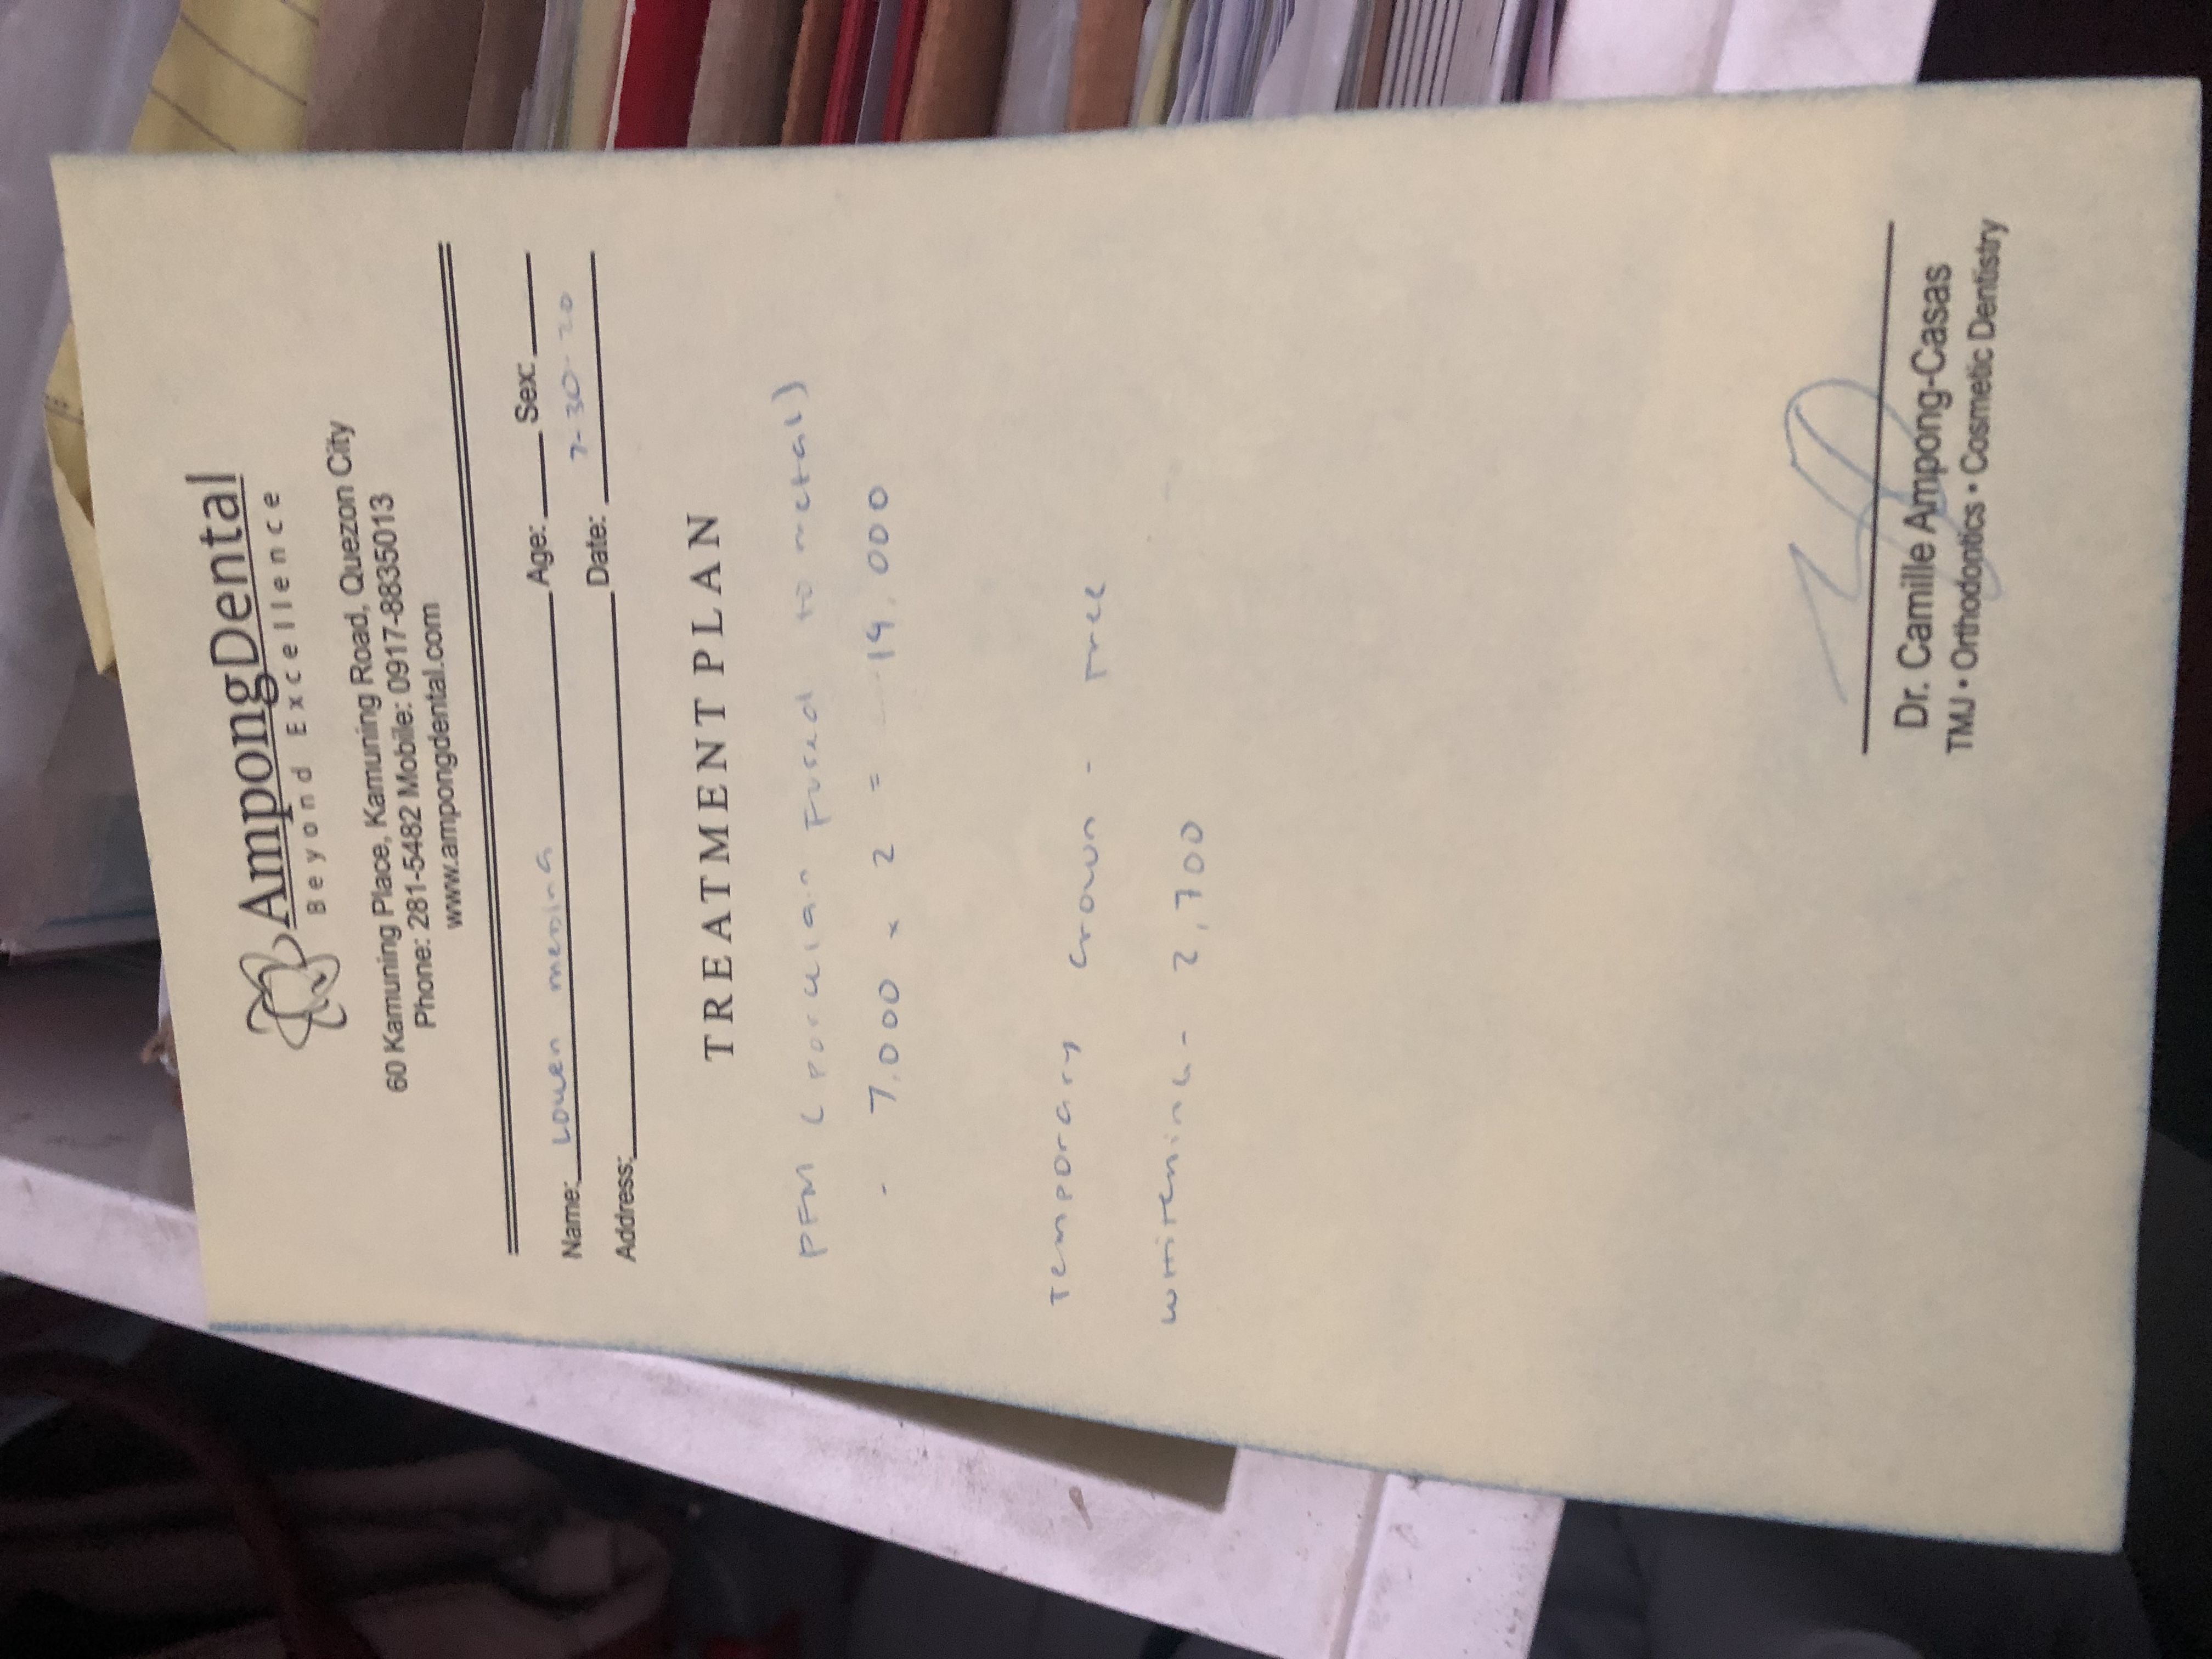 AmpongDental
Beyond Excellence
60 Kamuning Place, Kamuning Road, Quezon City
Phone: 281-5482 Mobile: 0917-8835013
www.ampongdental.com
Name: Lowen Medina Age: Sex:
Address: Date: 7-30-20
TREATMENT PLAN
PFM (porcelain fused to metal)
- 7,000 x 2 = 14,000
Temporary crown - Free
Whitening - 2,700
Dr. Camille Ampong-Casas
TMJ • Orthodontics • Cosmetic Dentistry